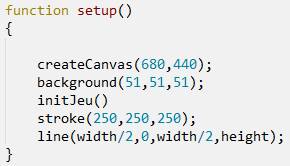 function setup()
{
createCanvas(680,440);
background(51,51,51);
initJeu()
stroke(250,250,250);
line(width/2,0,width/2,height);
}